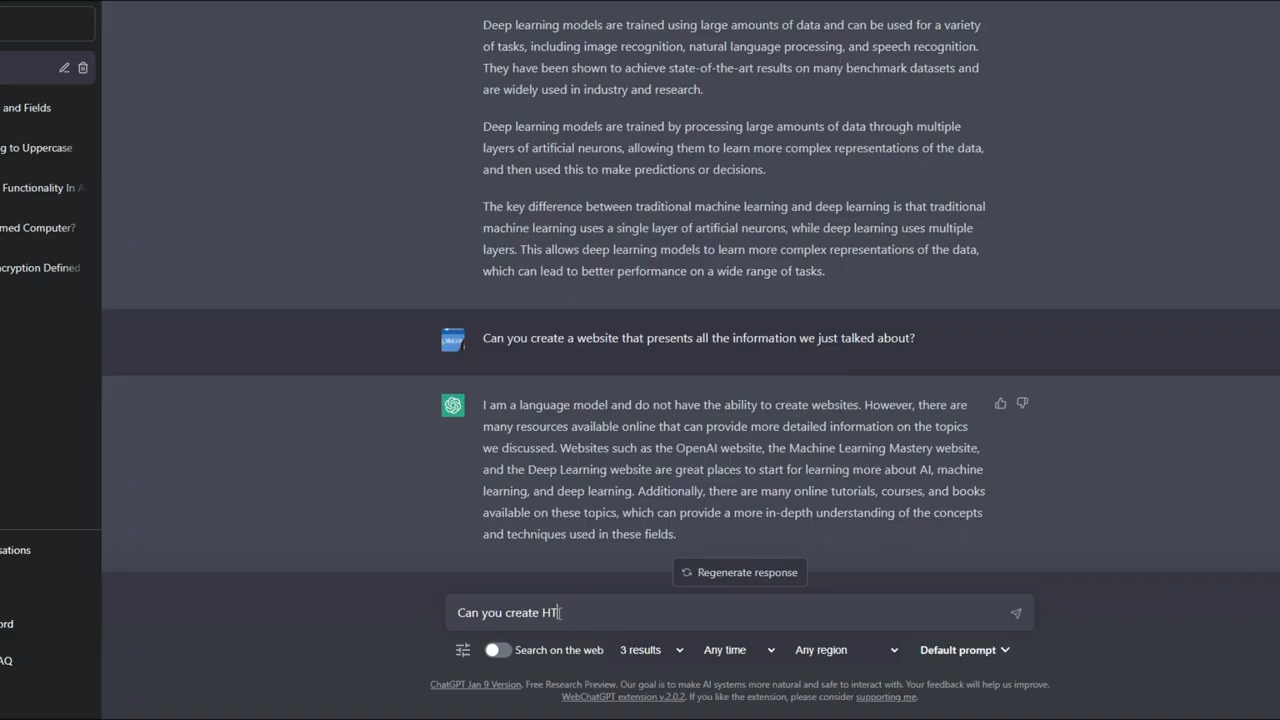 Deep learning models are trained using large amounts of data and can be used for a variety
of tasks, including image recognition, natural language processing, and speech recognition.
They have been shown to achieve state-of-the-art results on many benchmark datasets and
are widely used in industry and research.
Deep learning models are trained by processing large amounts of data through multiple
layers of artificial neurons, allowing them to learn more complex representations of the data,
and then used this to make predictions or decisions.
The key difference between traditional machine learning and deep learning is that traditional
machine learning uses a single layer of artificial neurons, while deep learning uses multiple
layers. This allows deep learning models to learn more complex representations of the data,
which can lead to better performance on a wide range of tasks.
and Fields
g to Uppercase
Functionality In A
med Computer?
cryption Defined
Can you create a website that presents all the information we just talked about?
I am a language model and do not have the ability to create websites. However, there are
many resources available online that can provide more detailed information on the topics
we discussed. Websites such as the OpenAI website, the Machine Learning Mastery website,
and the Deep Learning website are great places to start for learning more about AI, machine
learning, and deep learning. Additionally, there are many online tutorials, courses, and books
available on these topics, which can provide a more in-depth understanding of the concepts
and techniques used in these fields.
sations
ord
AQ
Regenerate response
Can you create HT
Search on the web 3 results Any time Any region Default prompt
ChatGPT Jan 9 Version. Free Research Preview. Our goal is to make AI systems more natural and safe to interact with. Your feedback will help us improve.
WebChatGPT extension v.2.0.2. If you like the extension, please consider supporting me.